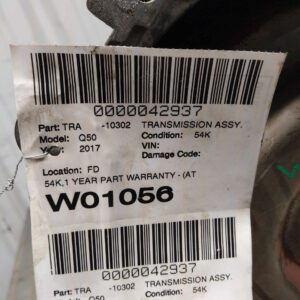 0000042937
Part: TRA -10302 TRANSMISSION ASSY.
Model: Q50 Condition: 54K
2017 VIN:
Damage Code:
Location: FD
54K,1 YEAR PART WARRANTY - (AT
W01056
0000042937
Part: TRA -10302 TRANSMISSION ASSY.
Q50 Condition: 54K